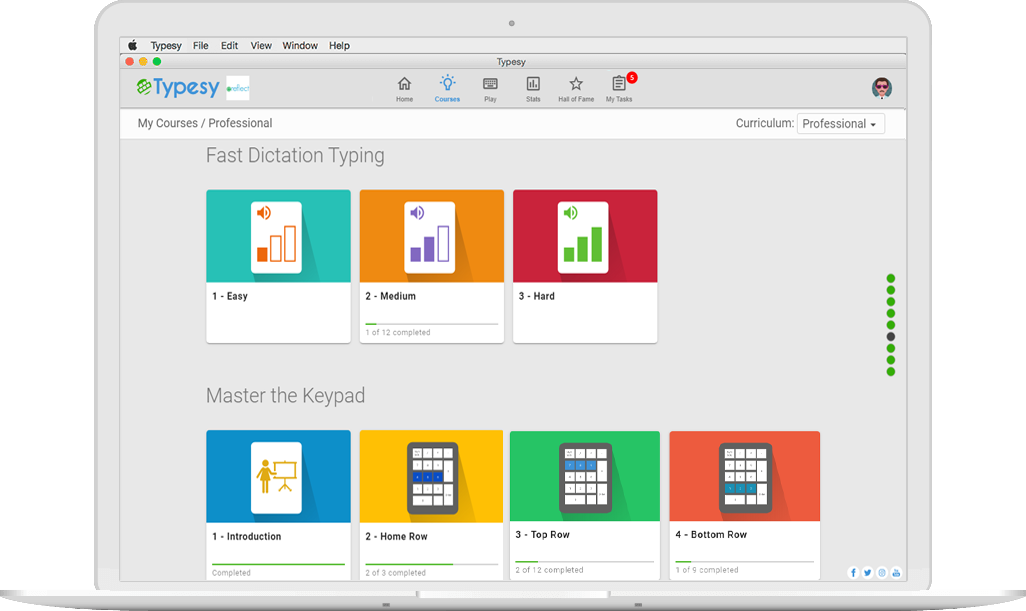 Typesy File Edit View Window Help
Typesy
Typesy reflect
Home Courses Play Stats Hall of Fame My Tasks 5
My Courses / Professional Curriculum: Professional
Fast Dictation Typing
1 - Easy 2 - Medium 3 - Hard
1 of 12 completed
Master the Keypad
1 - Introduction 2 - Home Row 3 - Top Row 4 - Bottom Row
Completed 2 of 3 completed 2 of 12 completed 1 of 9 completed